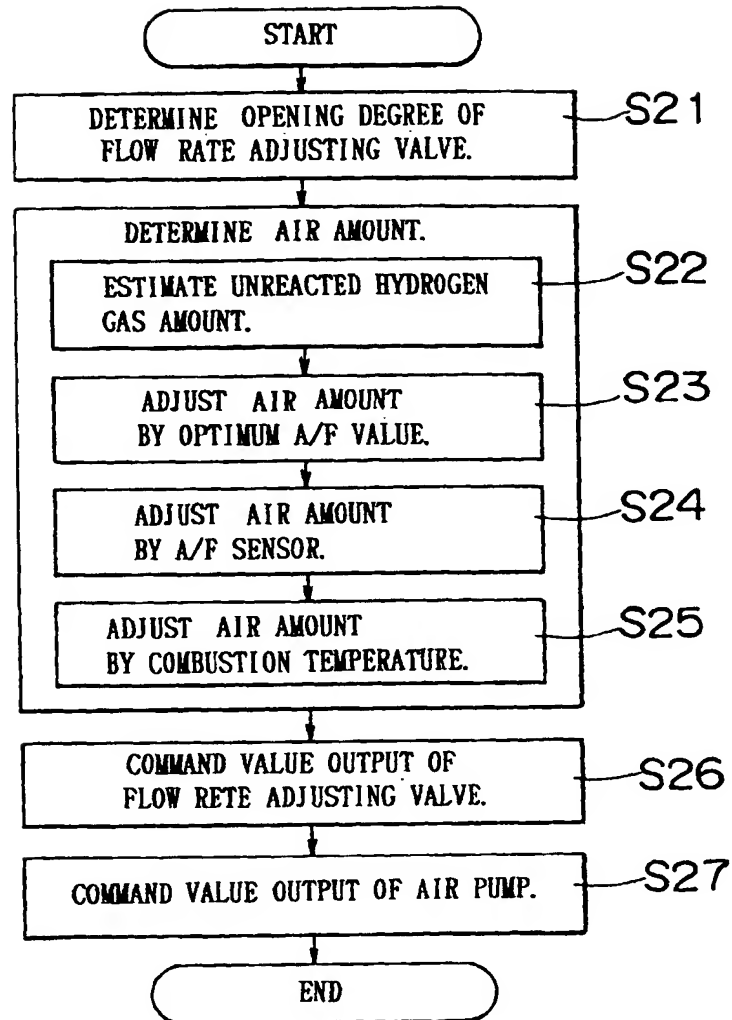 START
DETERMINE OPENING DEGREE OF
FLOW RATE ADJUSTING VALVE.
S21
DETERMINE AIR AMOUNT.
ESTIMATE UNREACTED HYDROGEN
GAS AMOUNT.
S22
ADJUST AIR AMOUNT
BY OPTIMUM A/F VALUE.
S23
ADJUST AIR AMOUNT
BY A/F SENSOR.
S24
ADJUST AIR AMOUNT
BY COMBUSTION TEMPERATURE.
S25
COMMAND VALUE OUTPUT OF
FLOW RETE ADJUSTING VALVE.
S26
COMMAND VALUE OUTPUT OF AIR PUMP.
S27
END